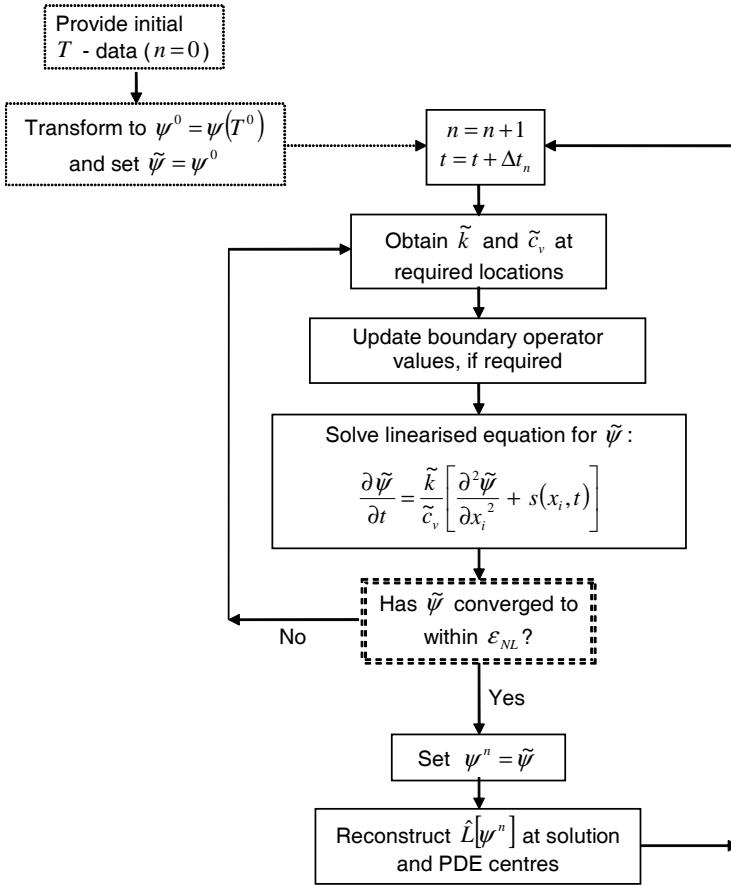 Provide initial
T - data (n=0)
Transform to ψ⁰ = ψ(T⁰)
and set ψ̃ = ψ⁰
n = n+1
t = t + Δtₙ
Obtain k̃ and c̃ᵥ at
required locations
Update boundary operator
values, if required
Solve linearised equation for ψ̃ :
∂ψ̃/∂t = k̃/c̃ᵥ [∂²ψ̃/∂xᵢ² + s(xᵢ,t)]
Has ψ̃ converged to
within ε_NL ?
No
Yes
Set ψⁿ = ψ̃
Reconstruct L̂[ψⁿ] at solution
and PDE centres